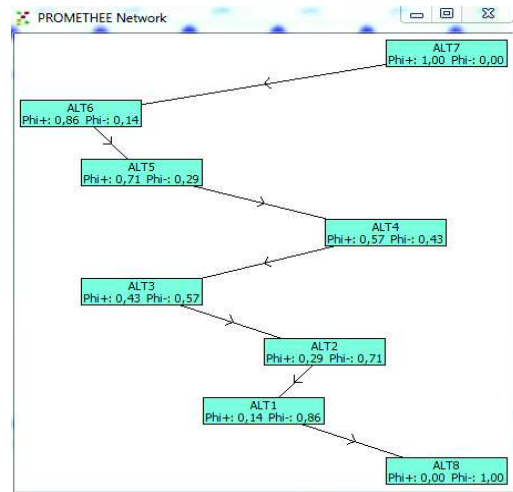 PROMETHEE Network
ALT7
Phi+: 1,00 Phi-: 0,00
ALT6
Phi+: 0,86 Phi-: 0,14
ALT5
Phi+: 0,71 Phi-: 0,29
ALT4
Phi+: 0,57 Phi-: 0,43
ALT3
Phi+: 0,43 Phi-: 0,57
ALT2
Phi+: 0,29 Phi-: 0,71
ALT1
Phi+: 0,14 Phi-: 0,86
ALT8
Phi+: 0,00 Phi-: 1,00